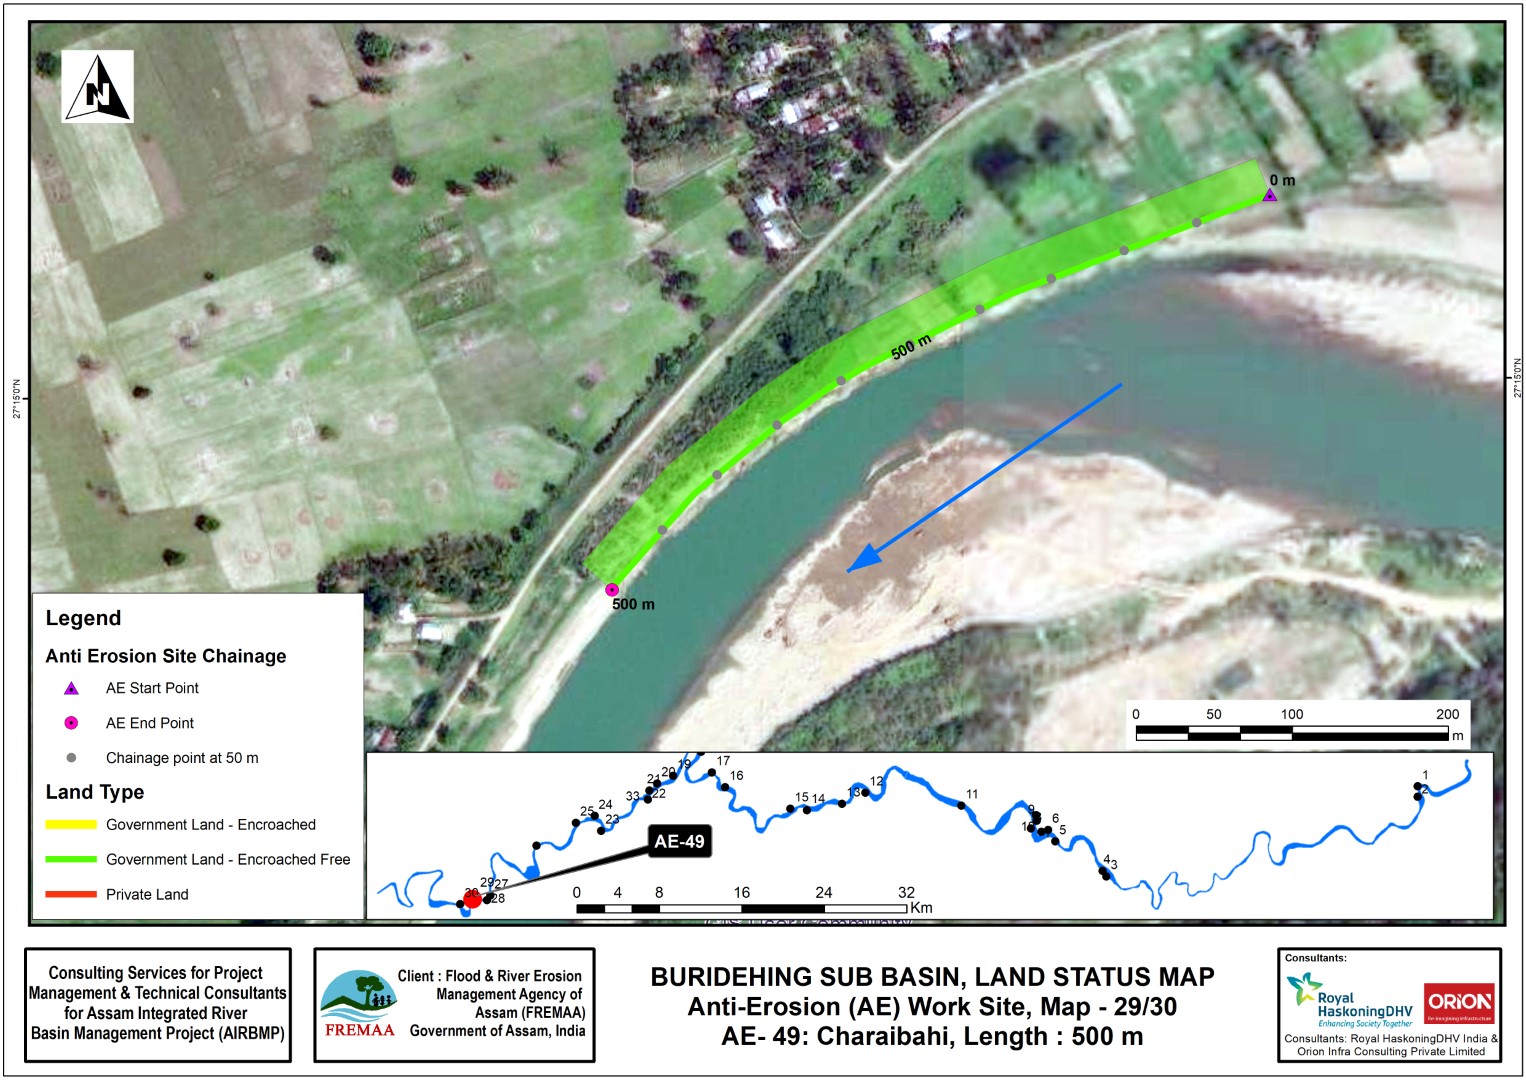 N
0 m
500 m
500 m
27°15'0"N
27°15'0"N
Legend
Anti Erosion Site Chainage
AE Start Point
AE End Point
Chainage point at 50 m
Land Type
Government Land - Encroached
Government Land - Encroached Free
Private Land
0 50 100 200
m
17
16
19
20
21
22
33
24
25
23
15
14
13
12
11
9
6
5
4
3
1
2
AE-49
29
27
28
30
0 4 8 16 24 32
Km
Consulting Services for Project
Management & Technical Consultants
for Assam Integrated River
Basin Management Project (AIRBMP)
FREMAA
Client : Flood & River Erosion
Management Agency of
Assam (FREMAA)
Government of Assam, India
BURIDEHING SUB BASIN, LAND STATUS MAP
Anti-Erosion (AE) Work Site, Map - 29/30
AE- 49: Charaibahi, Length : 500 m
Consultants:
Royal
HaskoningDHV
Enhancing Society Together
ORION
Re-imagining infrastructure
Consultants: Royal HaskoningDHV India &
Orion Infra Consulting Private Limited